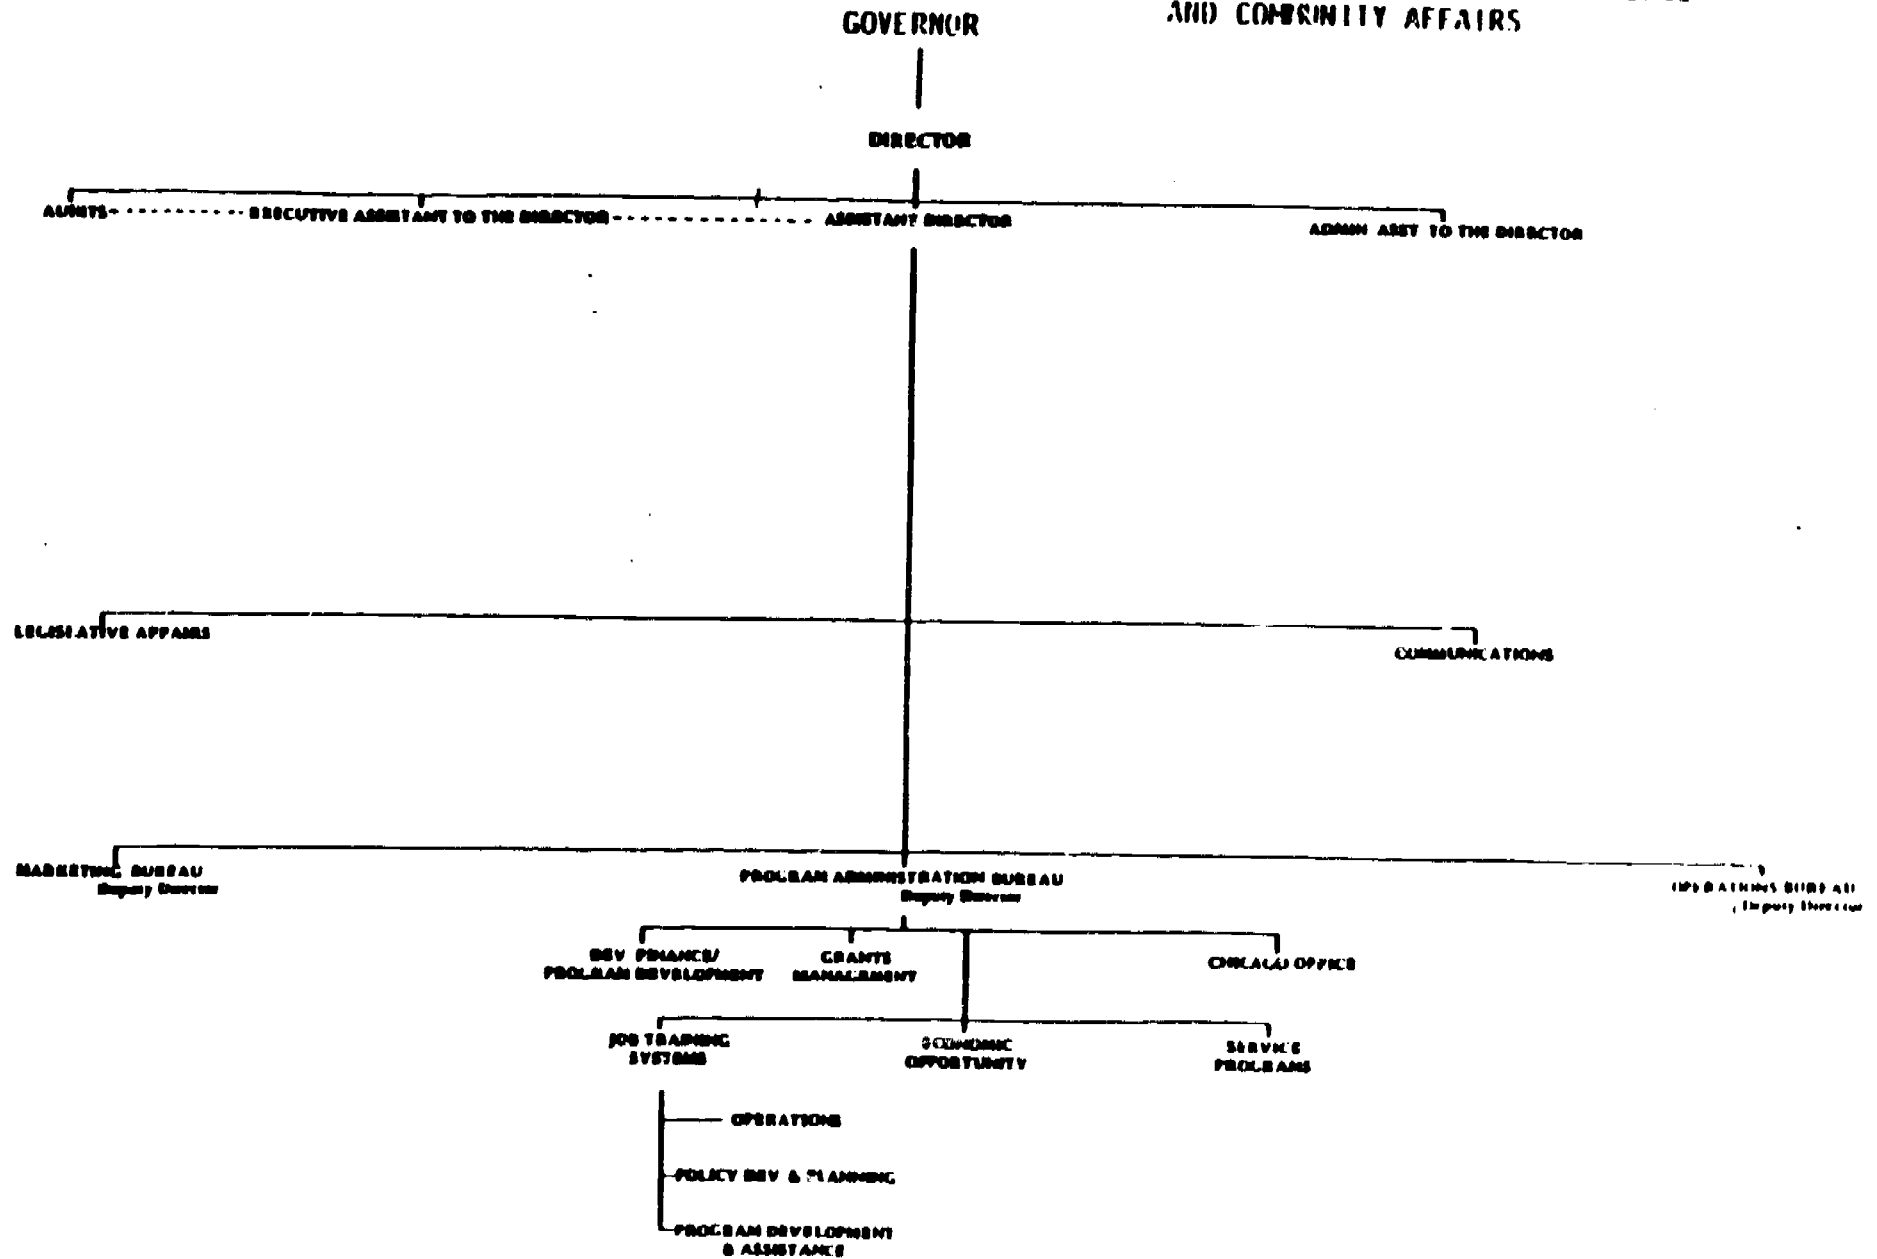 AND COMMUNITY AFFAIRS
GOVERNOR
DIRECTOR
AUDITS
EXECUTIVE ASSISTANT TO THE DIRECTOR
ASSISTANT DIRECTOR
ADMIN ASST TO THE DIRECTOR
LEGISLATIVE AFFAIRS
COMMUNICATIONS
MARKETING BUREAU
Deputy Director
PROGRAM ADMINISTRATION BUREAU
Deputy Director
OPERATIONS BUREAU
Deputy Director
DEV FINANCE/
PROGRAM DEVELOPMENT
GRANTS
MANAGEMENT
CHICAGO OFFICE
JOB TRAINING
SYSTEMS
ECONOMIC
OPPORTUNITY
SERVICE
PROGRAMS
OPERATIONS
POLICY DEV & PLANNING
PROGRAM DEVELOPMENT
& ASSISTANCE